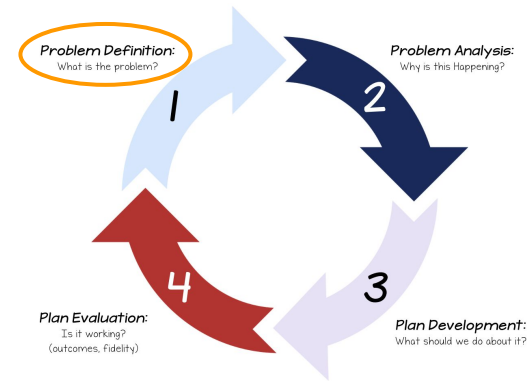 Problem Definition:
What is the problem?
1
Problem Analysis:
Why is this Happening?
2
3
Plan Development:
What should we do about it?
4
Plan Evaluation:
Is it working?
(outcomes, fidelity)